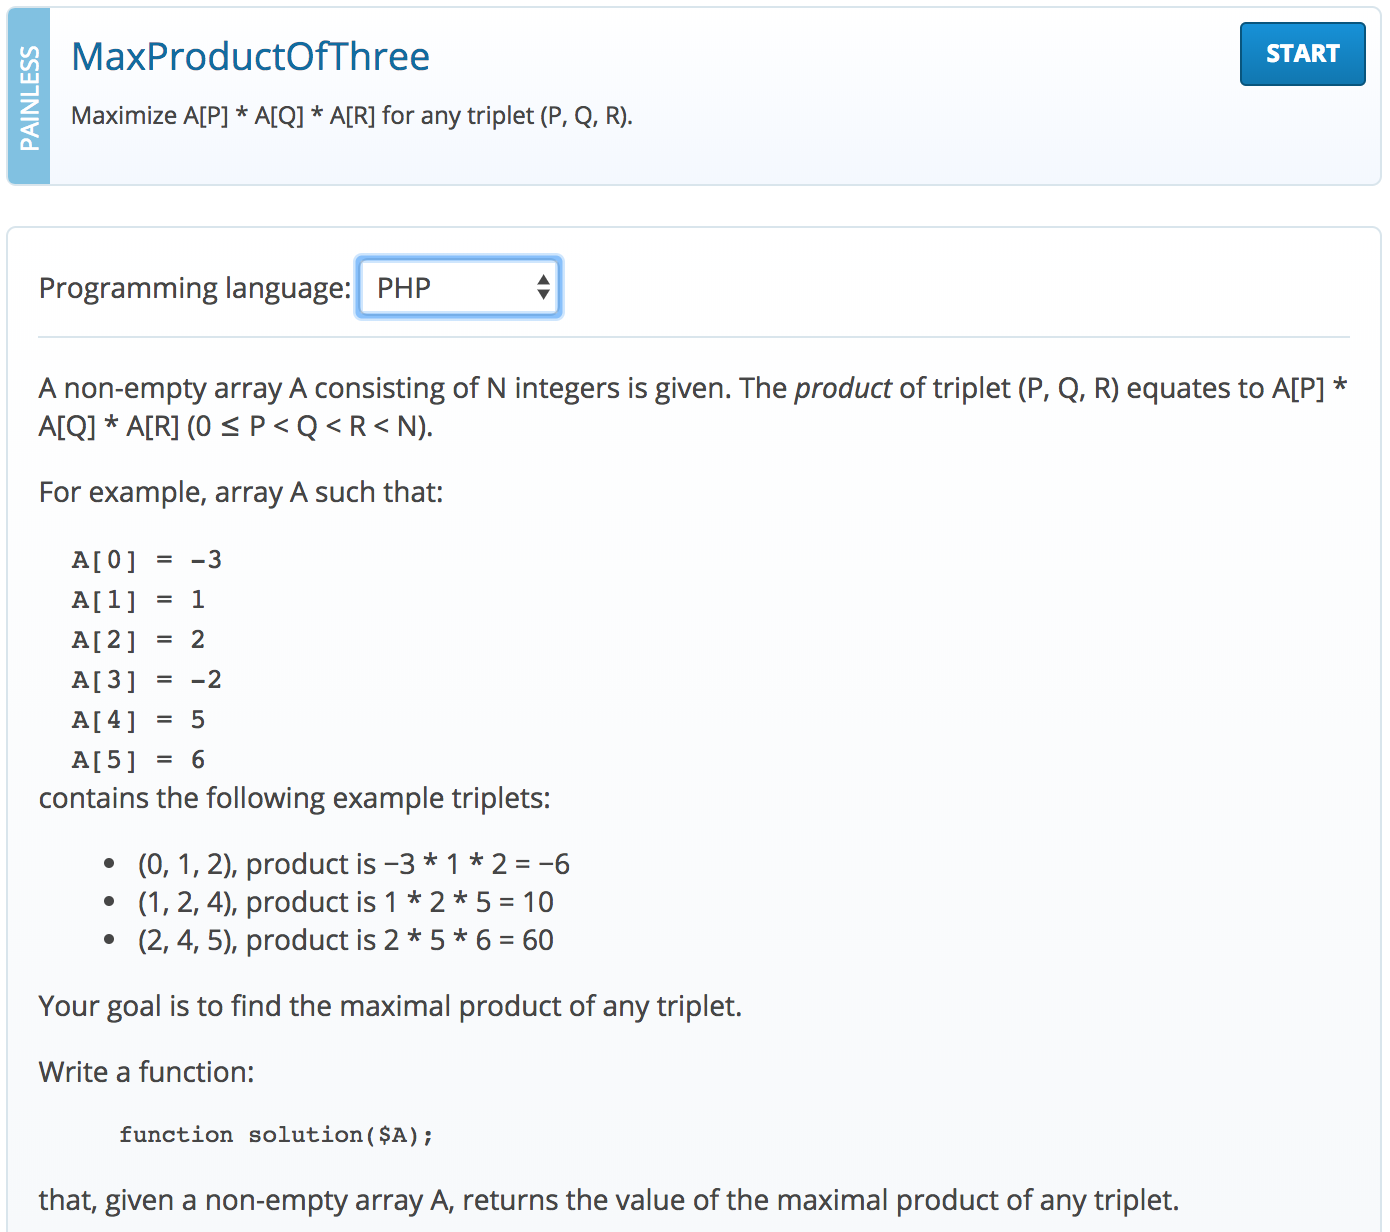 PAINLESS
MaxProductOfThree
START
Maximize A[P] * A[Q] * A[R] for any triplet (P, Q, R).
Programming language: PHP
A non-empty array A consisting of N integers is given. The product of triplet (P, Q, R) equates to A[P] *
A[Q] * A[R] (0 ≤ P < Q < R < N).
For example, array A such that:
A[0] = -3
A[1] = 1
A[2] = 2
A[3] = -2
A[4] = 5
A[5] = 6
contains the following example triplets:
• (0, 1, 2), product is −3 * 1 * 2 = −6
• (1, 2, 4), product is 1 * 2 * 5 = 10
• (2, 4, 5), product is 2 * 5 * 6 = 60
Your goal is to find the maximal product of any triplet.
Write a function:
function solution($A);
that, given a non-empty array A, returns the value of the maximal product of any triplet.